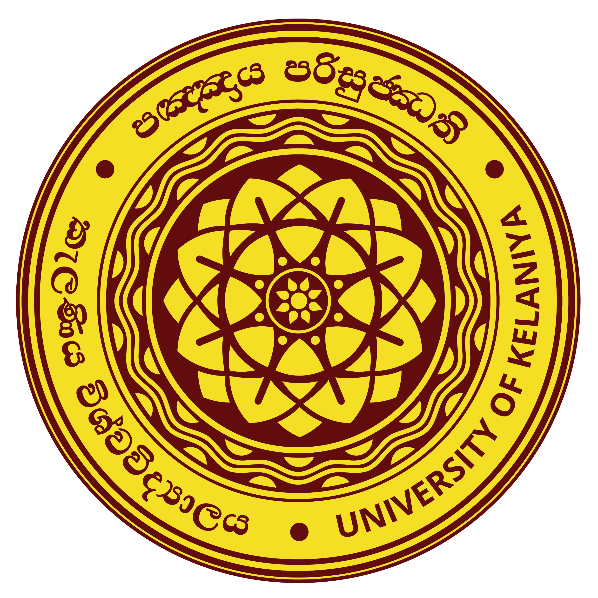 පඤ්ඤාය පරිසුජ්ඣති
කැලණිය විශ්වවිද්‍යාලය
UNIVERSITY OF KELANIYA